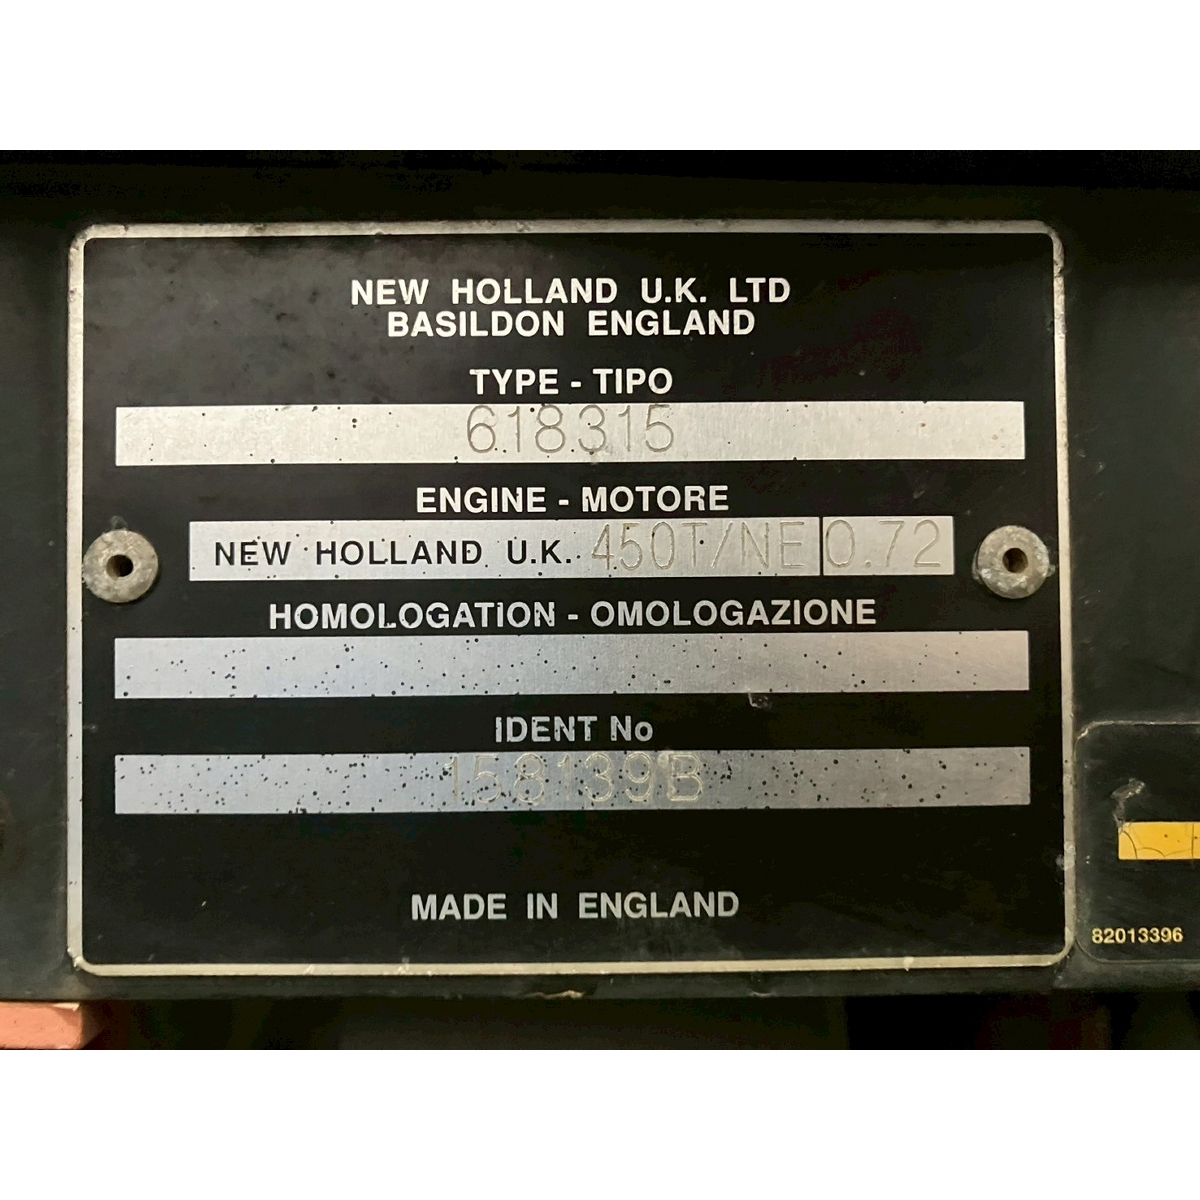 NEW HOLLAND U.K. LTD
BASILDON ENGLAND
TYPE - TIPO
618315
ENGINE - MOTORE
NEW HOLLAND U.K. 450T/NE 0.72
HOMOLOGATION - OMOLOGAZIONE
IDENT No
158139B
MADE IN ENGLAND
82013396